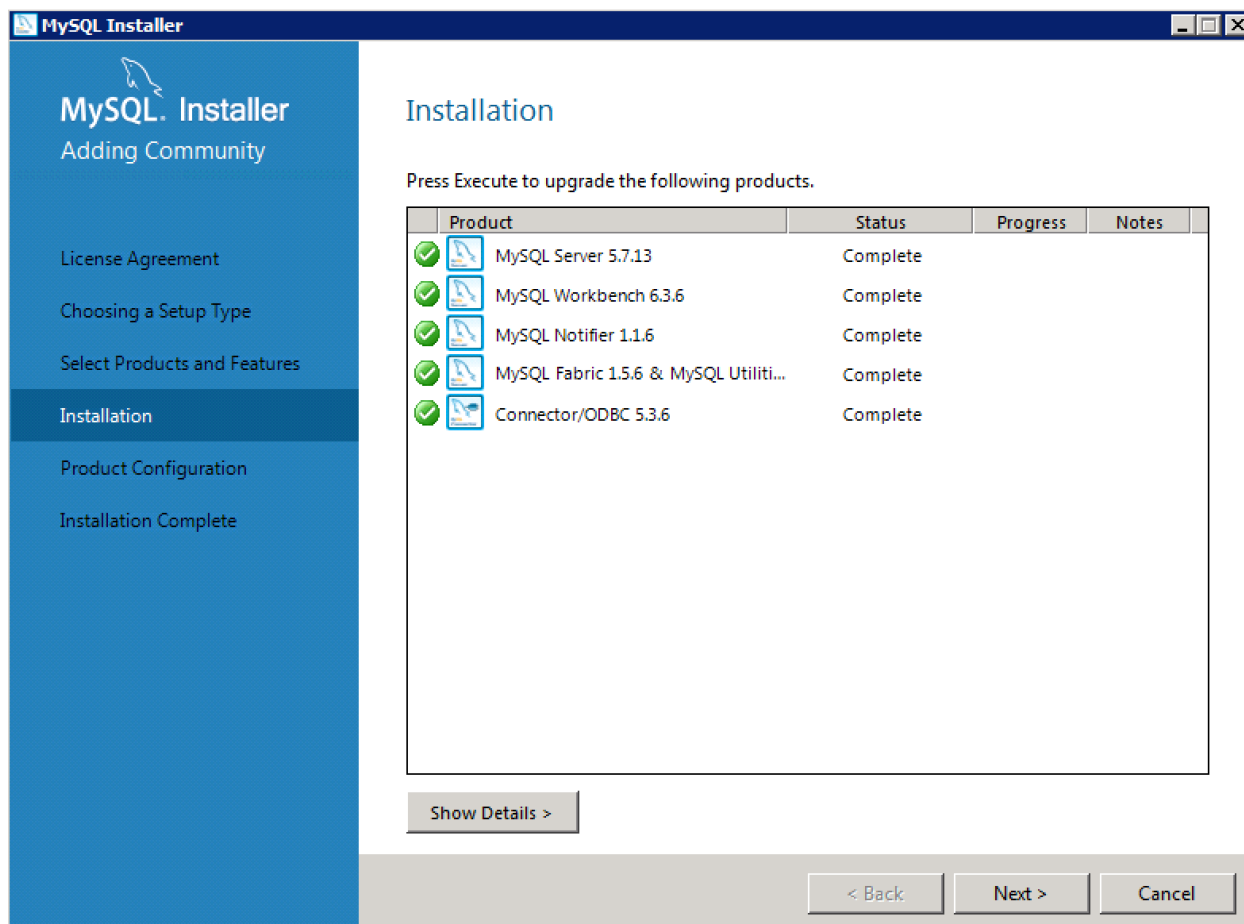 MySQL Installer
MySQL. Installer
Adding Community
License Agreement
Choosing a Setup Type
Select Products and Features
Installation
Product Configuration
Installation Complete
Installation
Press Execute to upgrade the following products.
Product Status Progress Notes
MySQL Server 5.7.13 Complete
MySQL Workbench 6.3.6 Complete
MySQL Notifier 1.1.6 Complete
MySQL Fabric 1.5.6 & MySQL Utiliti... Complete
Connector/ODBC 5.3.6 Complete
Show Details >
< Back Next > Cancel